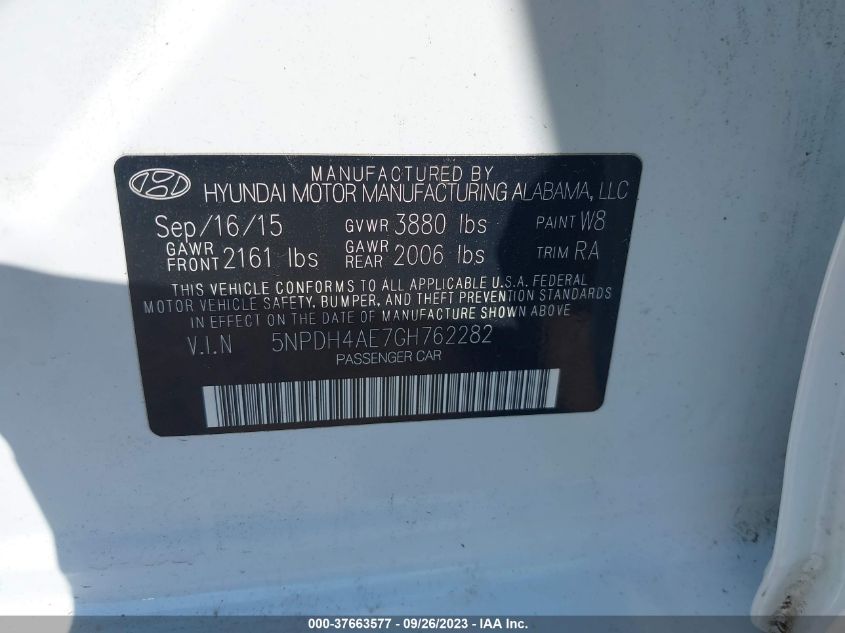 MANUFACTURED BY
HYUNDAI MOTOR MANUFACTURING ALABAMA, LLC
Sep/16/15 GVWR 3880 lbs PAINT W8
GAWR FRONT 2161 lbs GAWR REAR 2006 lbs TRIM RA
THIS VEHICLE CONFORMS TO ALL APPLICABLE U.S.A. FEDERAL
MOTOR VEHICLE SAFETY, BUMPER, AND THEFT PREVENTION STANDARDS
IN EFFECT ON THE DATE OF MANUFACTURE SHOWN ABOVE
V.I.N 5NPDH4AE7GH762282
PASSENGER CAR
000-37663577 - 09/26/2023 - IAA Inc.